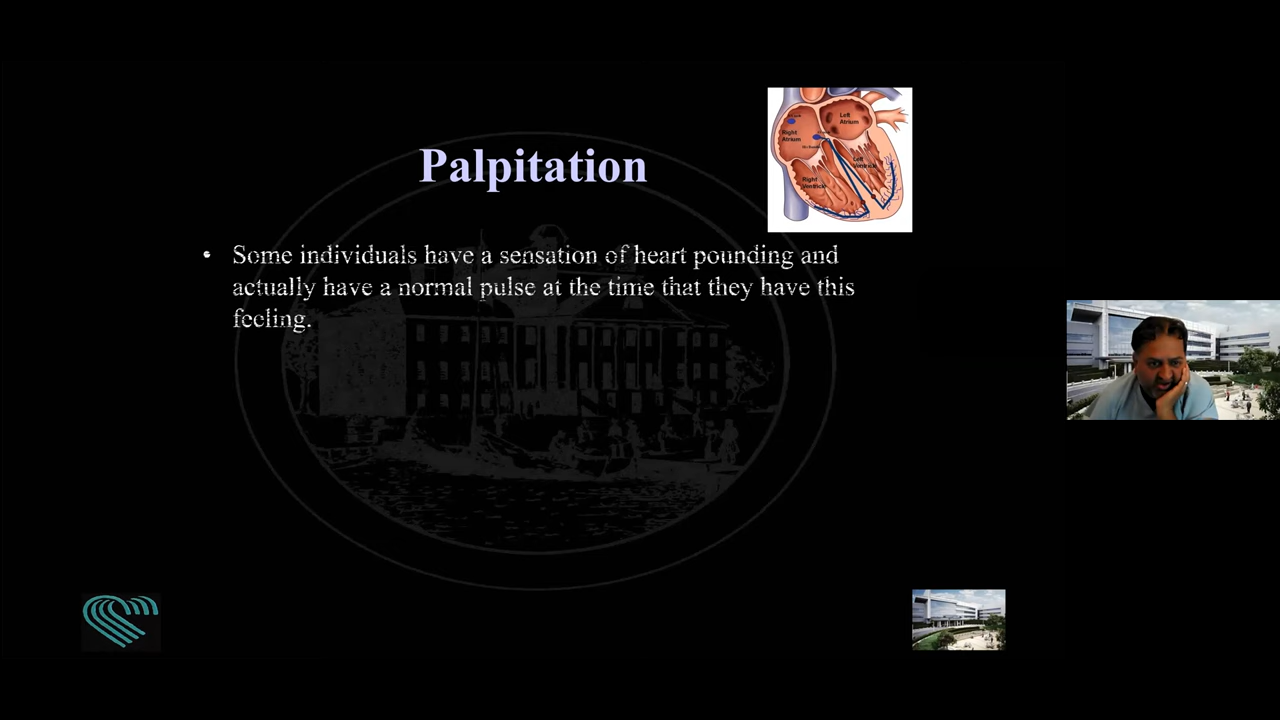 Palpitation
• Some individuals have a sensation of heart pounding and
actually have a normal pulse at the time that they have this
feeling.
Left
Atrium
Right
Atrium
Left
Ventricle
Right
Ventricle